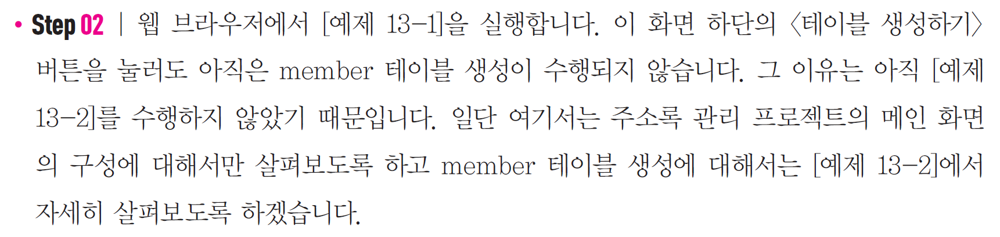 • Step 02 | 웹 브라우저에서 [예제 13-1]을 실행합니다. 이 화면 하단의 〈테이블 생성하기〉
버튼을 눌러도 아직은 member 테이블 생성이 수행되지 않습니다. 그 이유는 아직 [예제
13-2]를 수행하지 않았기 때문입니다. 일단 여기서는 주소록 관리 프로젝트의 메인 화면
의 구성에 대해서만 살펴보도록 하고 member 테이블 생성에 대해서는 [예제 13-2]에서
자세히 살펴보도록 하겠습니다.